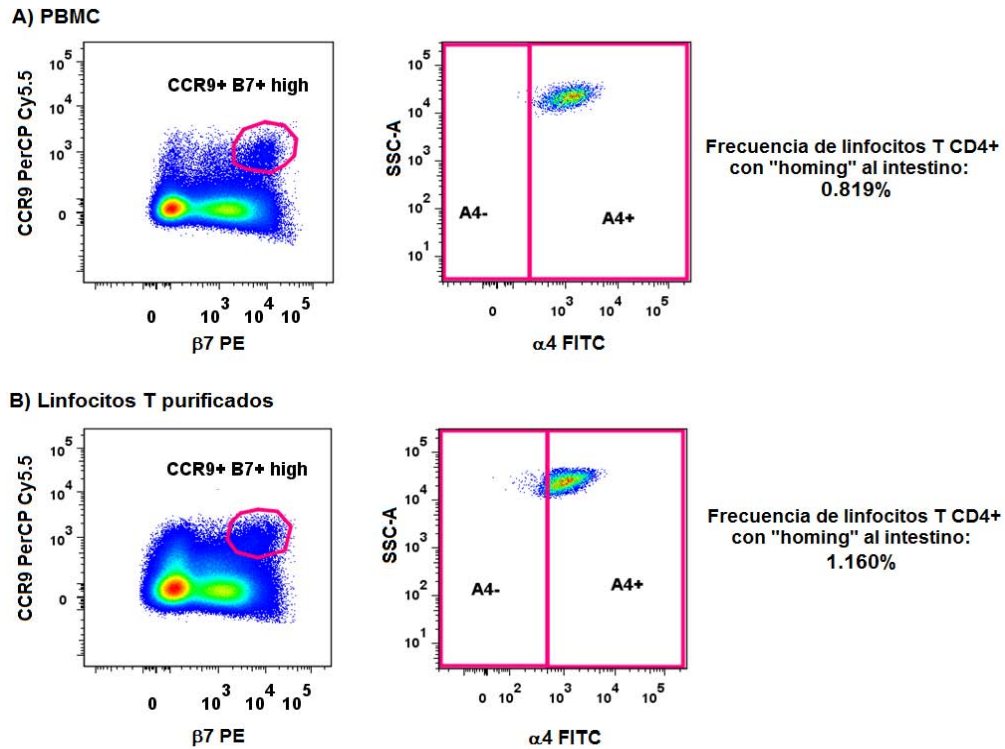 A) PBMC
CCR9 PerCP Cy5.5
10⁵
10⁴
10³
0
CCR9+ B7+ high
0 10³ 10⁴ 10⁵
β7 PE
SSC-A
10⁵
10⁴
10³
10²
10¹
A4-
A4+
0 10³ 10⁴ 10⁵
α4 FITC
Frecuencia de linfocitos T CD4+
con "homing" al intestino:
0.819%
B) Linfocitos T purificados
CCR9 PerCP Cy5.5
10⁵
10⁴
10³
0
CCR9+ B7+ high
0 10³ 10⁴ 10⁵
β7 PE
SSC-A
10⁵
10⁴
10³
10²
10¹
A4-
A4+
0 10² 10³ 10⁴ 10⁵
α4 FITC
Frecuencia de linfocitos T CD4+
con "homing" al intestino:
1.160%